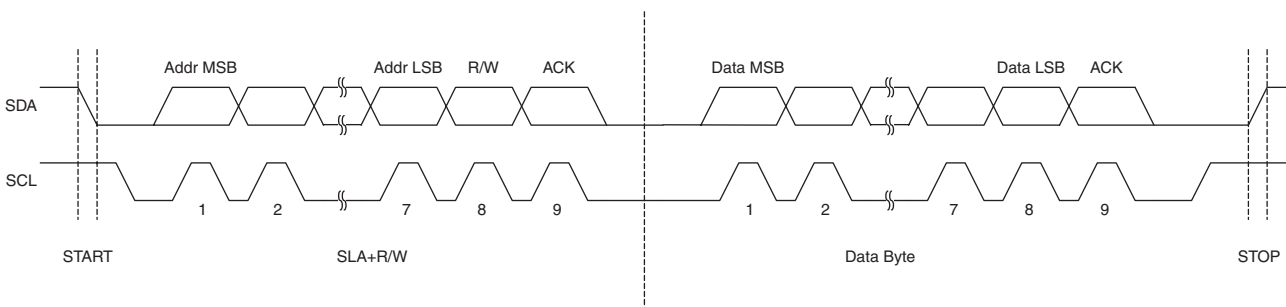 Addr MSB Addr LSB R/W ACK Data MSB Data LSB ACK
SDA
SCL
1 2 7 8 9 1 2 7 8 9
START SLA+R/W Data Byte STOP